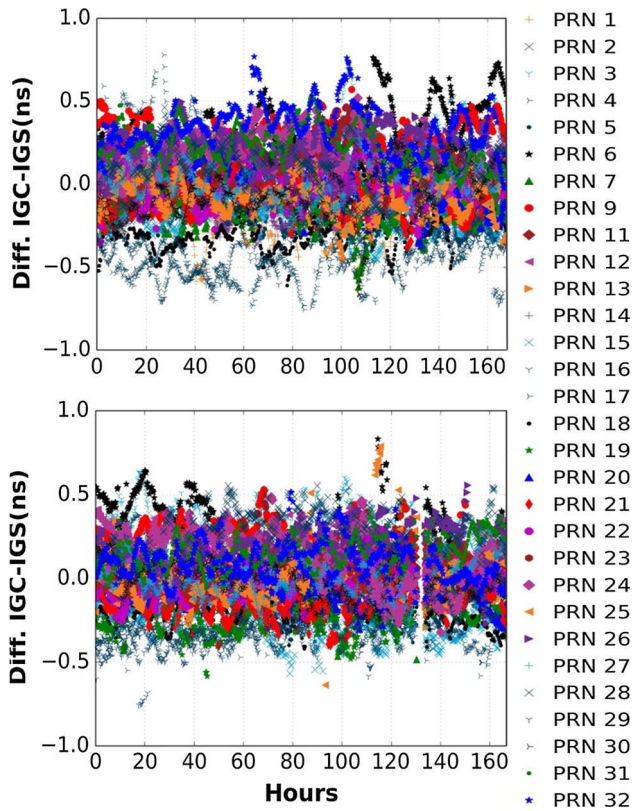 Diff. IGC-IGS(ns)
1.0
0.5
0.0
−0.5
−1.0
0 20 40 60 80 100 120 140 160
Diff. IGC-IGS(ns)
1.0
0.5
0.0
−0.5
−1.0
0 20 40 60 80 100 120 140 160
Hours
PRN 1
PRN 2
PRN 3
PRN 4
PRN 5
PRN 6
PRN 7
PRN 9
PRN 11
PRN 12
PRN 13
PRN 14
PRN 15
PRN 16
PRN 17
PRN 18
PRN 19
PRN 20
PRN 21
PRN 22
PRN 23
PRN 24
PRN 25
PRN 26
PRN 27
PRN 28
PRN 29
PRN 30
PRN 31
PRN 32